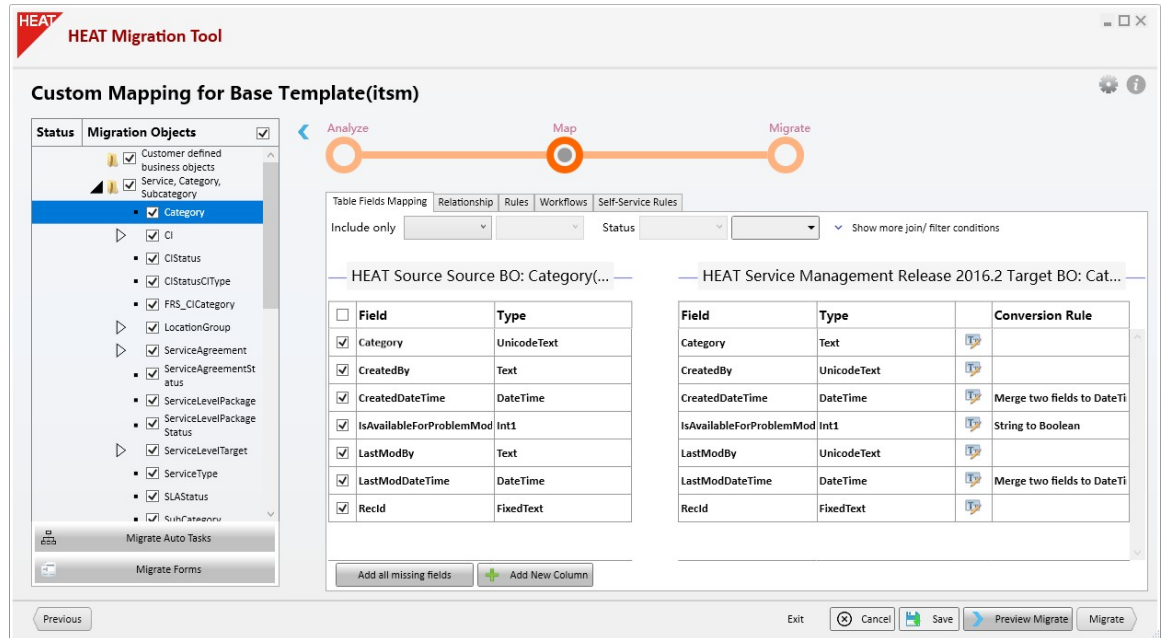 HEAT
HEAT Migration Tool
Custom Mapping for Base Template(itsm)
Status Migration Objects
Customer defined
business objects
Service, Category,
Subcategory
Category
CI
CIStatus
CIStatusCIType
FRS_CICategory
LocationGroup
ServiceAgreement
ServiceAgreementSt
atus
ServiceLevelPackage
ServiceLevelPackage
Status
ServiceLevelTarget
ServiceType
SLAStatus
SubCategory
Migrate Auto Tasks
Migrate Forms
Analyze Map Migrate
Table Fields Mapping Relationship Rules Workflows Self-Service Rules
Include only Status Show more join/ filter conditions
HEAT Source Source BO: Category(...
Field Type
Category UnicodeText
CreatedBy Text
CreatedDateTime DateTime
IsAvailableForProblemMod Int1
LastModBy Text
LastModDateTime DateTime
RecId FixedText
HEAT Service Management Release 2016.2 Target BO: Cat...
Field Type Conversion Rule
Category Text
CreatedBy UnicodeText
CreatedDateTime DateTime Merge two fields to DateTi
IsAvailableForProblemMod Int1 String to Boolean
LastModBy UnicodeText
LastModDateTime DateTime Merge two fields to DateTi
RecId FixedText
Add all missing fields Add New Column
Previous Exit Cancel Save Preview Migrate Migrate